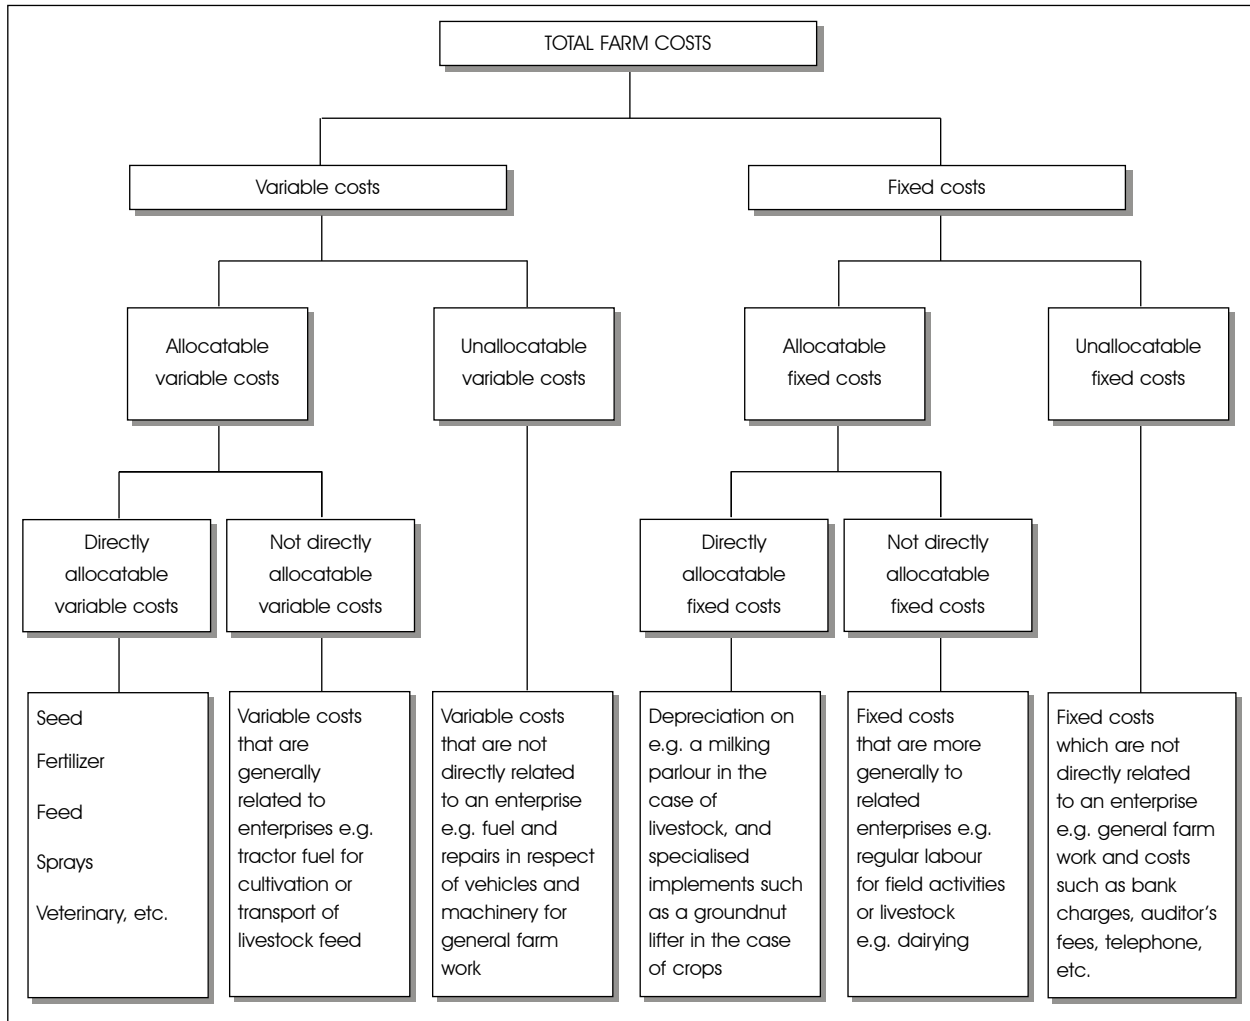 TOTAL FARM COSTS
Variable costs
Fixed costs
Allocatable
variable costs
Unallocatable
variable costs
Allocatable
fixed costs
Unallocatable
fixed costs
Directly
allocatable
variable costs
Not directly
allocatable
variable costs
Directly
allocatable
fixed costs
Not directly
allocatable
fixed costs
Seed
Fertilizer
Feed
Sprays
Veterinary, etc.
Variable costs
that are
generally
related to
enterprises e.g.
tractor fuel for
cultivation or
transport of
livestock feed
Variable costs
that are not
directly related
to an enterprise
e.g. fuel and
repairs in respect
of vehicles and
machinery for
general farm
work
Depreciation on
e.g. a milking
parlour in the
case of
livestock, and
specialised
implements such
as a groundnut
lifter in the case
of crops
Fixed costs
that are more
generally to
related
enterprises e.g.
regular labour
for field activities
or livestock
e.g. dairying
Fixed costs
which are not
directly related
to an enterprise
e.g. general farm
work and costs
such as bank
charges, auditor's
fees, telephone,
etc.